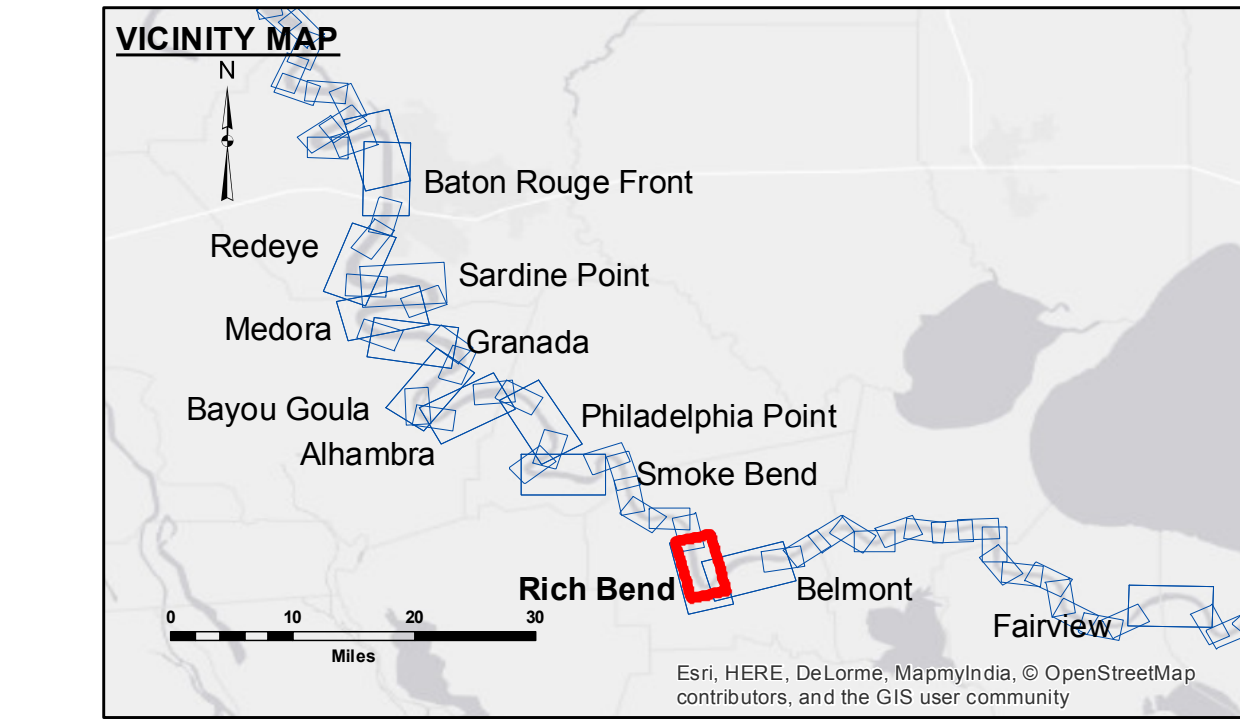 VICINITY MAP
N
Baton Rouge Front
Redeye
Sardine Point
Medora
Granada
Bayou Goula
Philadelphia Point
Alhambra
Smoke Bend
Rich Bend
Belmont
Fairview
0 10 20 30
Miles
Esri, HERE, DeLorme, MapmyIndia, © OpenStreetMap
contributors, and the GIS user community